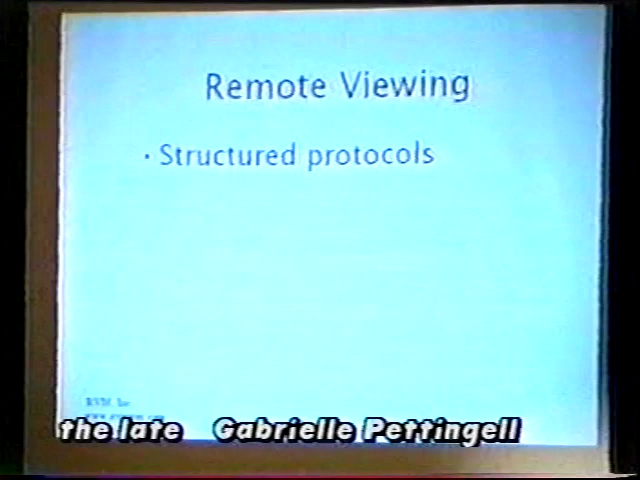 Remote Viewing
• Structured protocols
the late Gabrielle Pettingell